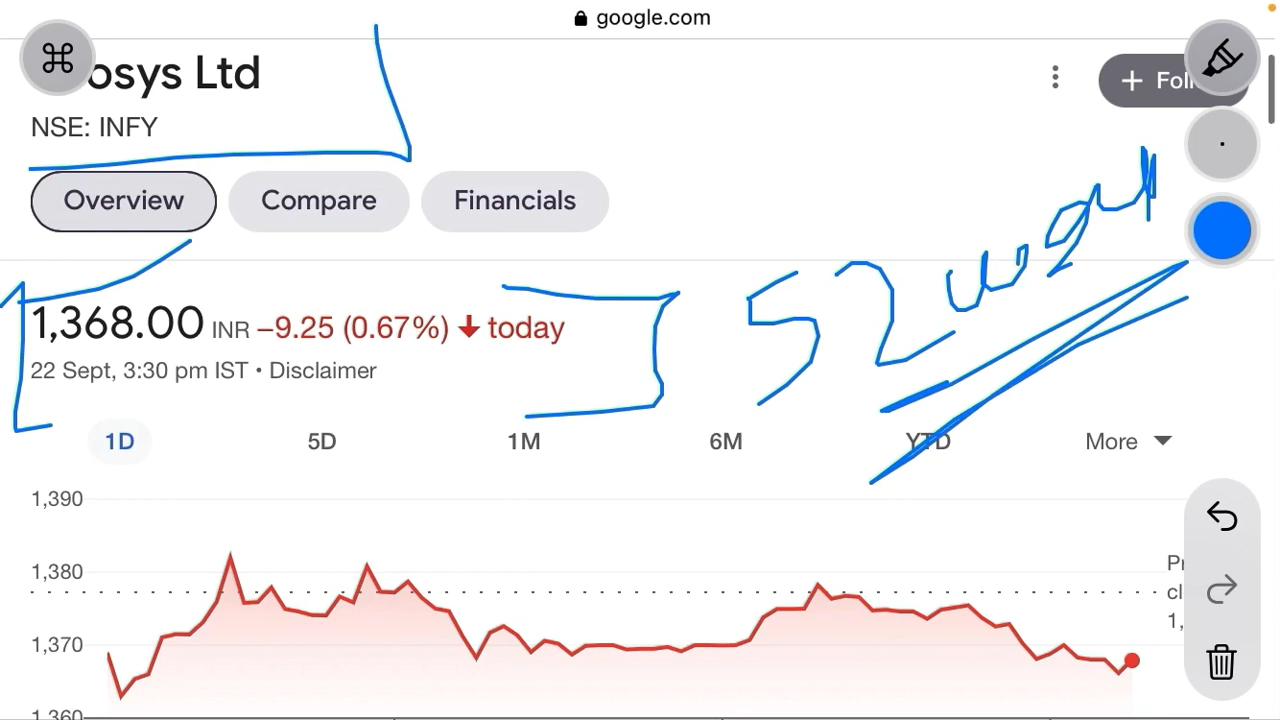 google.com
osys Ltd
+ Foll
NSE: INFY
Overview Compare Financials
52
1,368.00 INR −9.25 (0.67%) ↓ today
22 Sept, 3:30 pm IST • Disclaimer
1D 5D 1M 6M YTD More
1,390
1,380
1,370
1,360